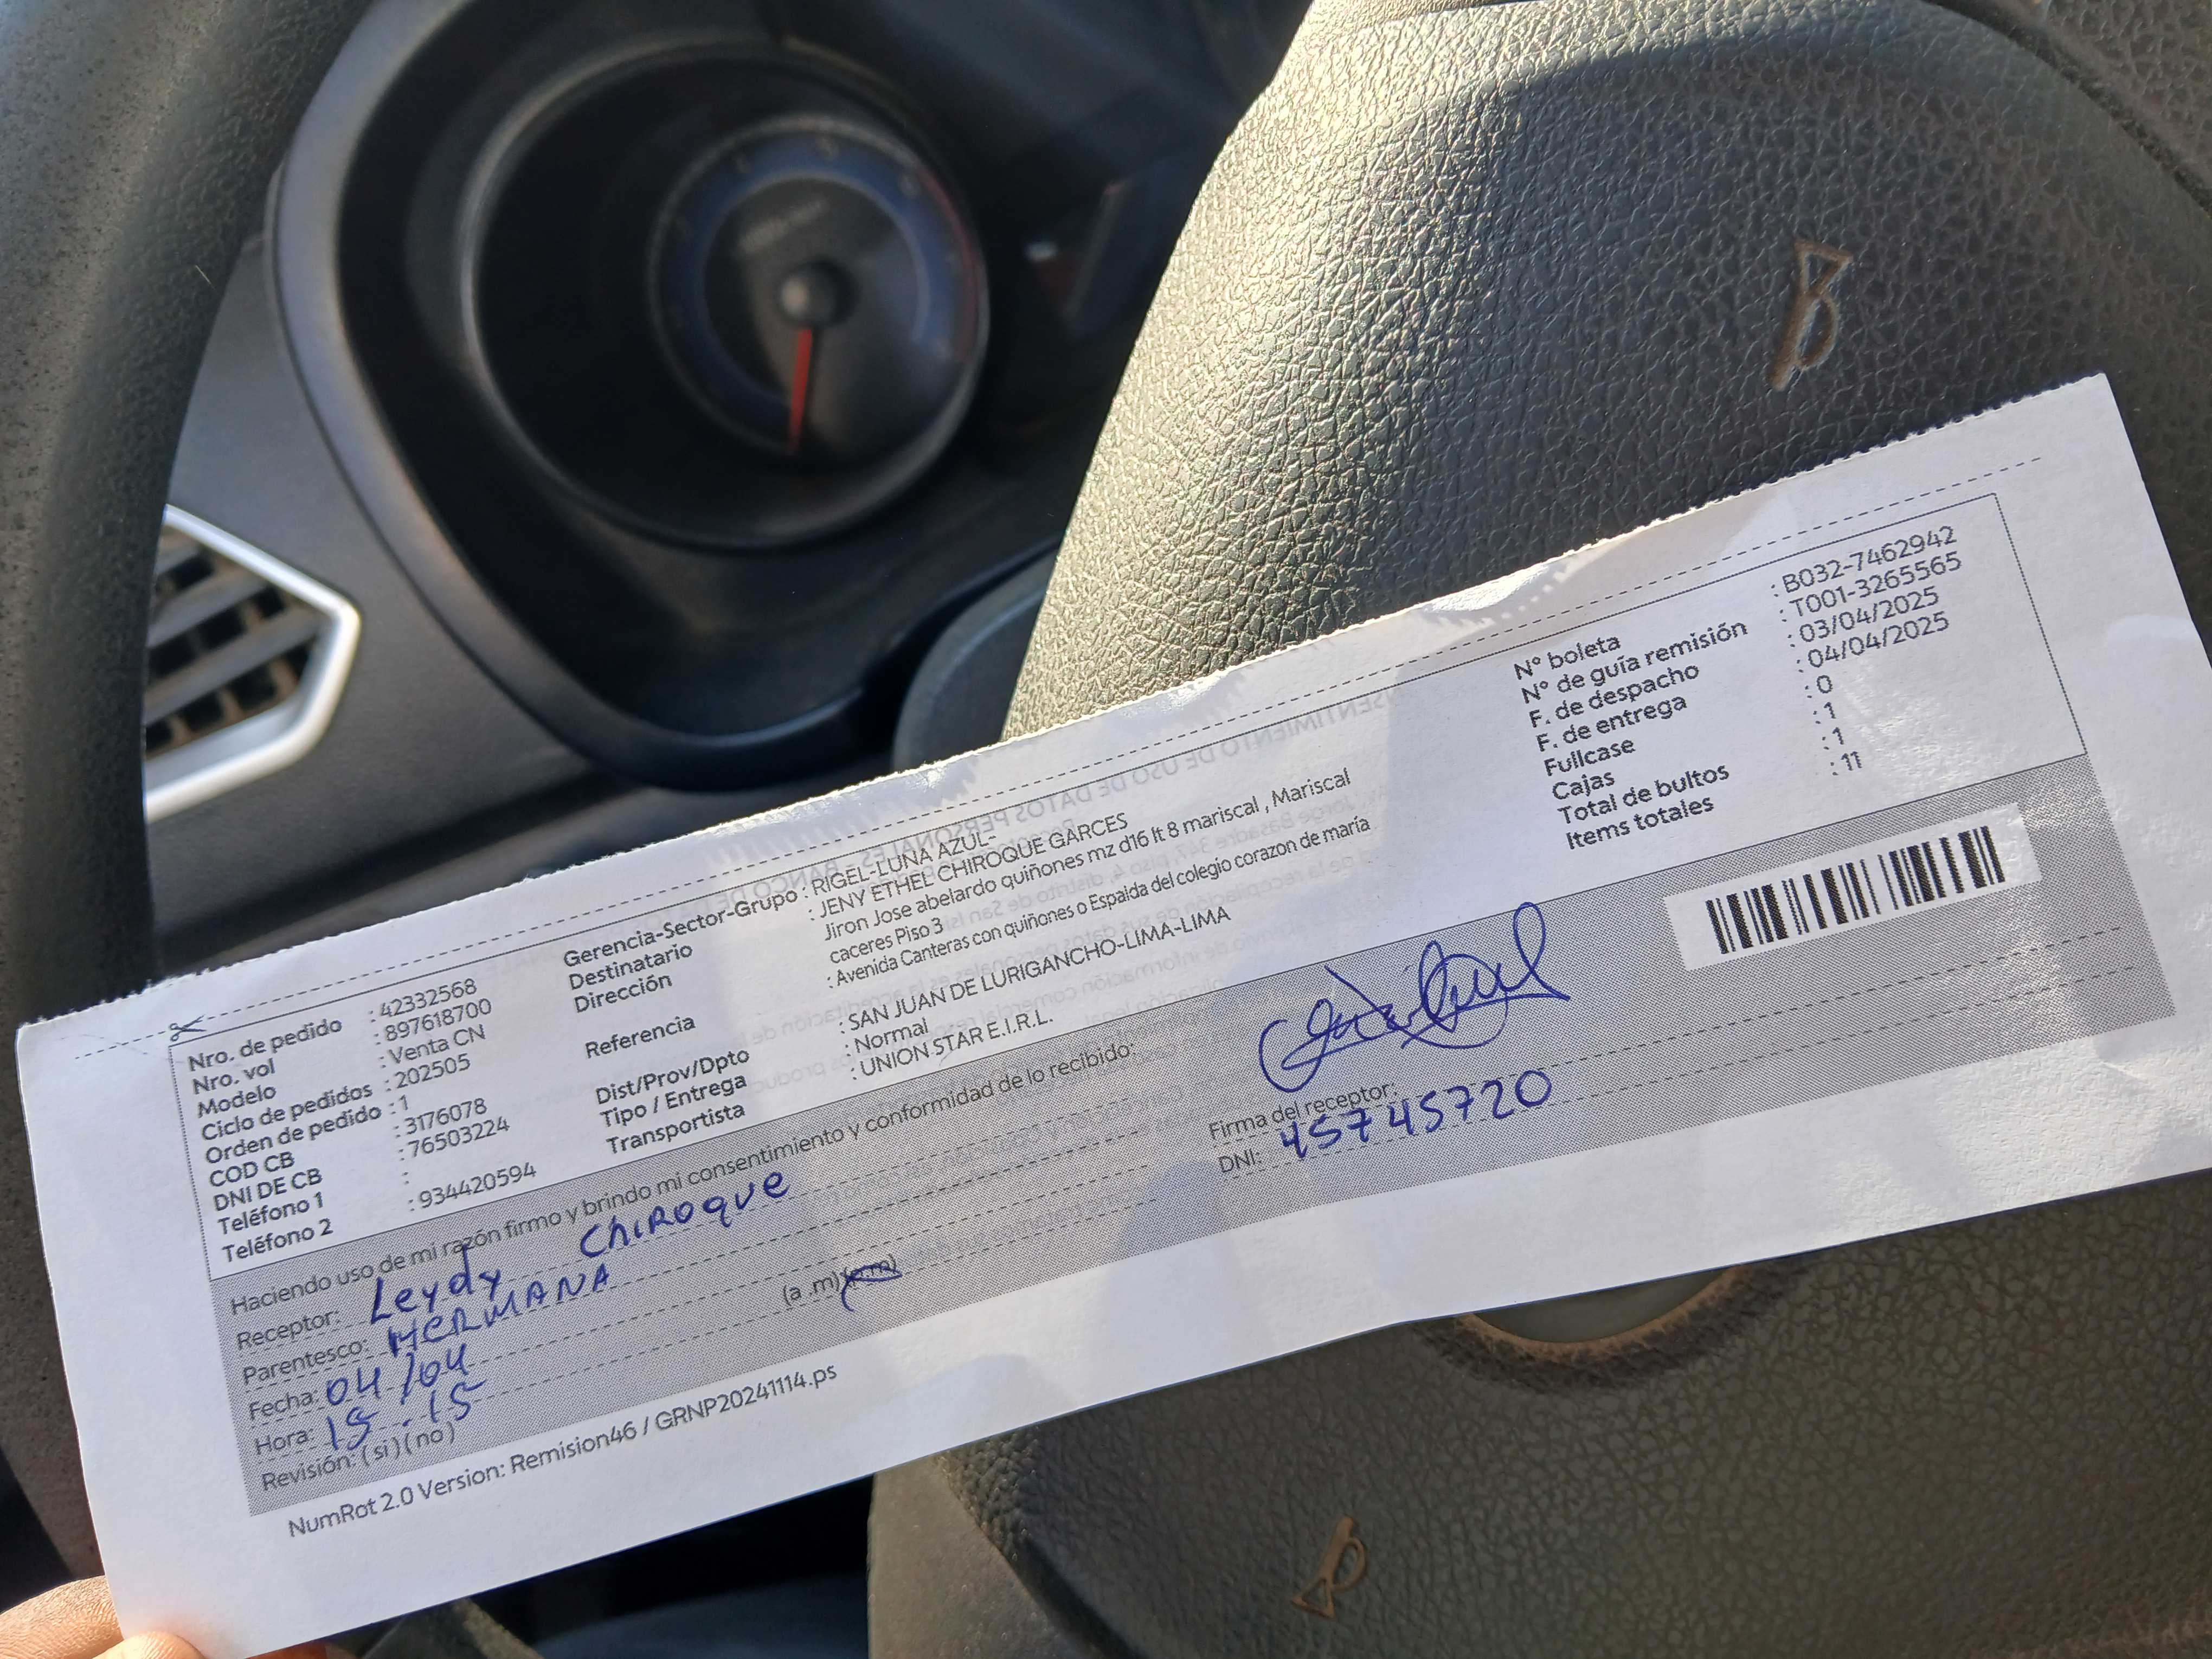 Nro. de pedido : 42332568
Nro. vol : 897618700
Modelo : Venta CN
Ciclo de pedidos : 202505
Orden de pedido : 1
COD CB : 3176078
DNI DE CB : 76503224
Teléfono 1 :
Teléfono 2 : 934420594
Gerencia-Sector-Grupo : RIGEL-LUNA AZUL-
Destinatario : JENY ETHEL CHIROQUE GARCES
Dirección Jiron Jose abelardo quiñones mz d16 lt 8 mariscal , Mariscal
caceres Piso 3
Referencia : Avenida Canteras con quiñones o Espalda del colegio corazon de maría
Dist/Prov/Dpto : SAN JUAN DE LURIGANCHO-LIMA-LIMA
Tipo / Entrega : Normal
Transportista : UNION STAR E.I.R.L.
N° boleta : B032-7462942
N° de guía remisión : T001-3265565
F. de despacho : 03/04/2025
F. de entrega : 04/04/2025
Fullcase : 0
Cajas : 1
Total de bultos : 1
Items totales : 11
Haciendo uso de mi razón firmo y brindo mi consentimiento y conformidad de lo recibido:
Receptor: Leydy Chiroque
Parentesco: HERMANA
Fecha: 04/04
Hora: 15.15 (a .m) (p.m)
Revisión: (si) (no)
Firma del receptor:
DNI: 45745720
NumRot 2.0 Version: Remision46 / GRNP20241114.ps